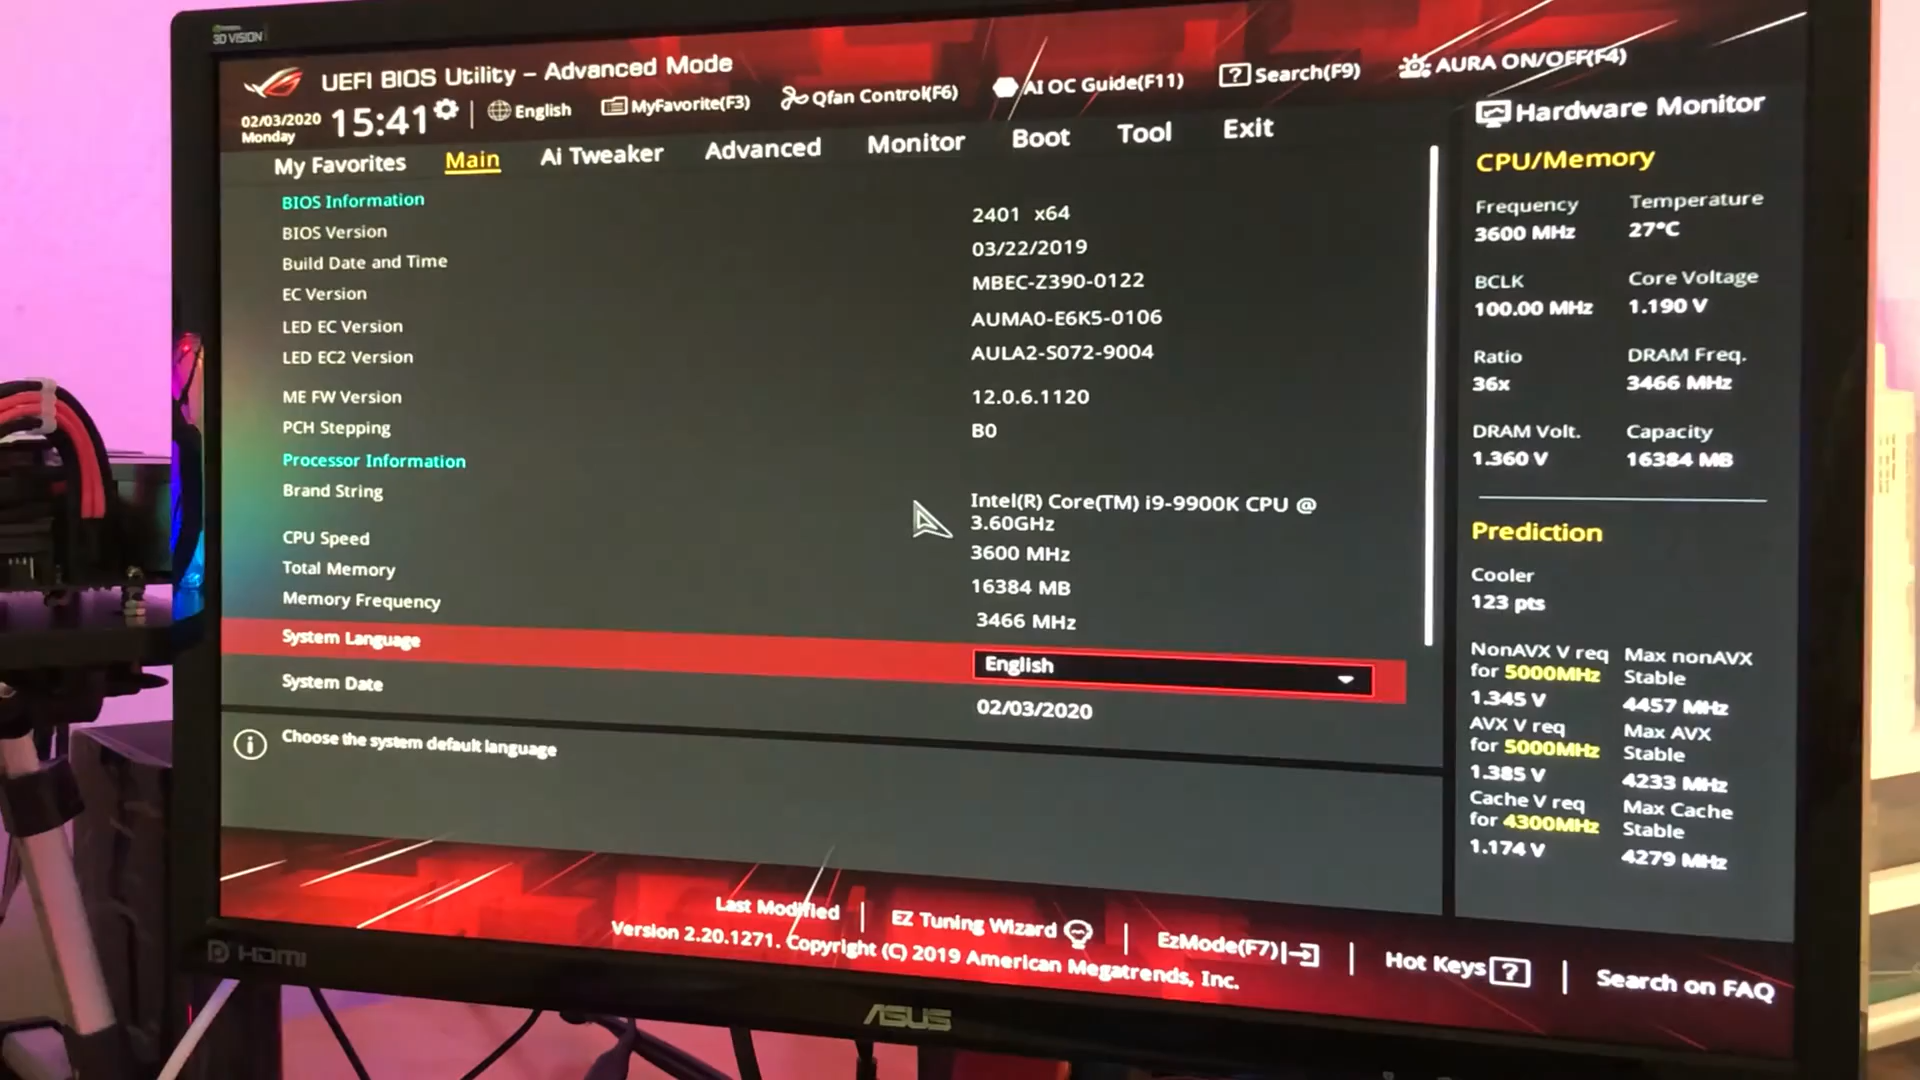 3D VISION
UEFI BIOS Utility – Advanced Mode
02/03/2020
Monday
15:41
English
MyFavorite(F3)
Qfan Control(F6)
AI OC Guide(F11)
Search(F9)
AURA ON/OFF(F4)
My Favorites
Main
Ai Tweaker
Advanced
Monitor
Boot
Tool
Exit
BIOS Information
BIOS Version
2401 x64
Build Date and Time
03/22/2019
EC Version
MBEC-Z390-0122
LED EC Version
AUMA0-E6K5-0106
LED EC2 Version
AULA2-S072-9004
ME FW Version
12.0.6.1120
PCH Stepping
B0
Processor Information
Brand String
Intel(R) Core(TM) i9-9900K CPU @
3.60GHz
CPU Speed
3600 MHz
Total Memory
16384 MB
Memory Frequency
3466 MHz
System Language
English
System Date
02/03/2020
Choose the system default language
Hardware Monitor
CPU/Memory
Frequency
3600 MHz
Temperature
27°C
BCLK
100.00 MHz
Core Voltage
1.190 V
Ratio
36x
DRAM Freq.
3466 MHz
DRAM Volt.
1.360 V
Capacity
16384 MB
Prediction
Cooler
123 pts
NonAVX V req
for 5000MHz
1.345 V
Max nonAVX
Stable
4457 MHz
AVX V req
for 5000MHz
1.385 V
Max AVX
Stable
4233 MHz
Cache V req
for 4300MHz
1.174 V
Max Cache
Stable
4279 MHz
Last Modified
EZ Tuning Wizard
EzMode(F7)
Hot Keys ?
Search on FAQ
Version 2.20.1271. Copyright (C) 2019 American Megatrends, Inc.
HDMI
ASUS